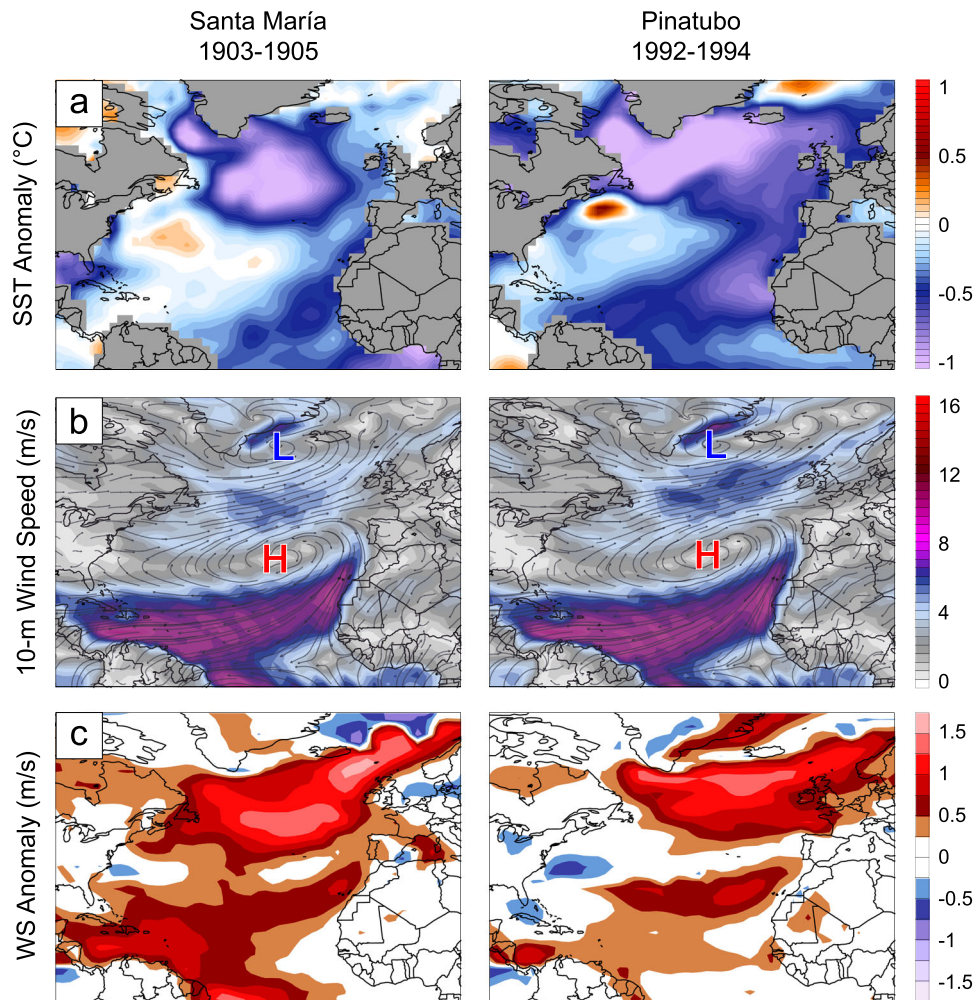 Santa María
1903-1905
Pinatubo
1992-1994
a
SST Anomaly (°C)
1
0.5
0
-0.5
-1
b
10-m Wind Speed (m/s)
L
H
L
H
16
12
8
4
0
c
WS Anomaly (m/s)
1.5
1
0.5
0
-0.5
-1
-1.5